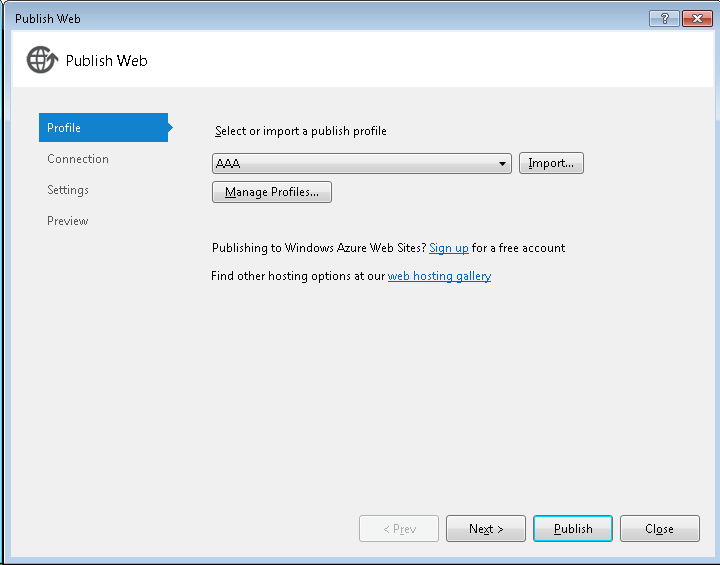 Publish Web
?
Publish Web
Profile
Connection
Settings
Preview
Select or import a publish profile
AAA
Import...
Manage Profiles...
Publishing to Windows Azure Web Sites? Sign up for a free account
Find other hosting options at our web hosting gallery
< Prev
Next >
Publish
Close